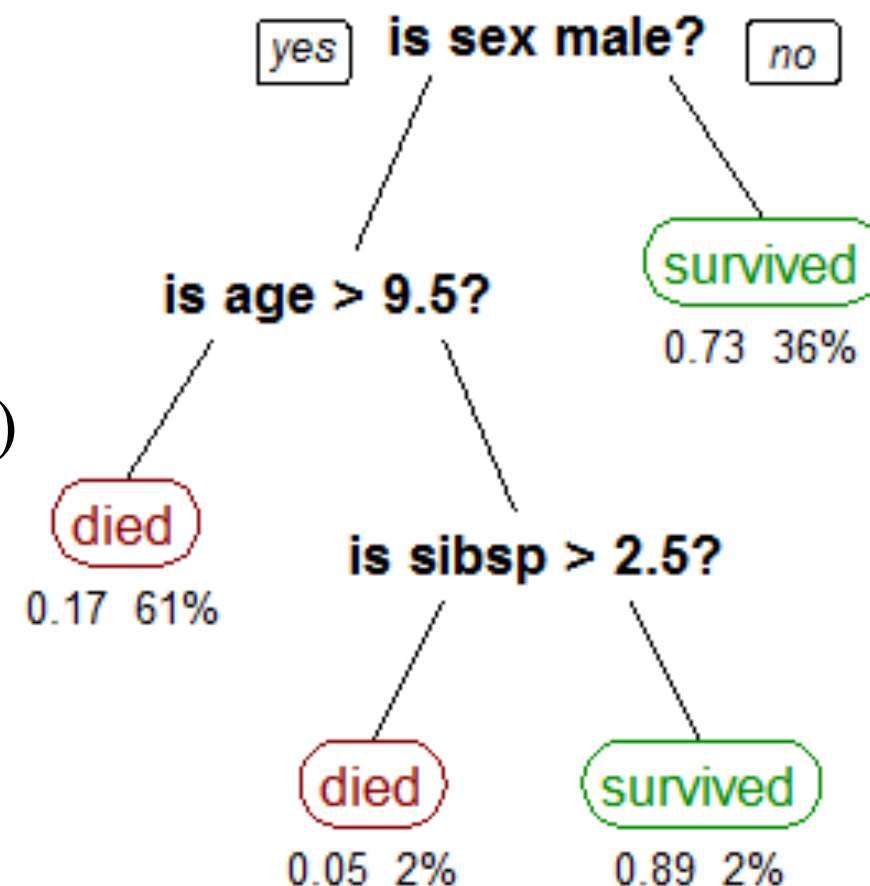 yes is sex male? no
survived
is age > 9.5?
0.73 36%
)
died
is sibsp > 2.5?
0.17 61%
died survived
0.05 2% 0.89 2%